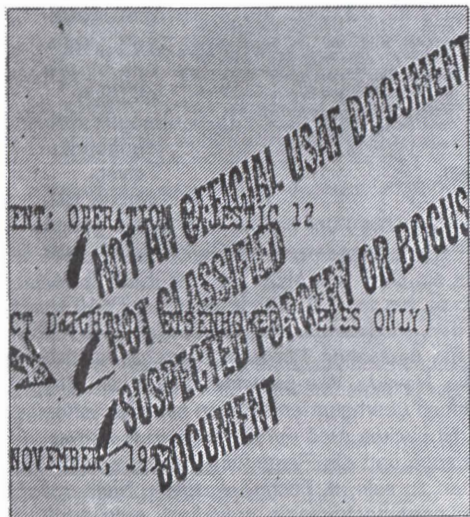 ENT: OPERATION MAJESTIC 12
NOT AN OFFICIAL USAF DOCUMENT
NOT CLASSIFIED
CT DWIGHT D. EISENHOWER (EYES ONLY)
SUSPECTED FORGERY OR BOGUS
DOCUMENT
NOVEMBER,